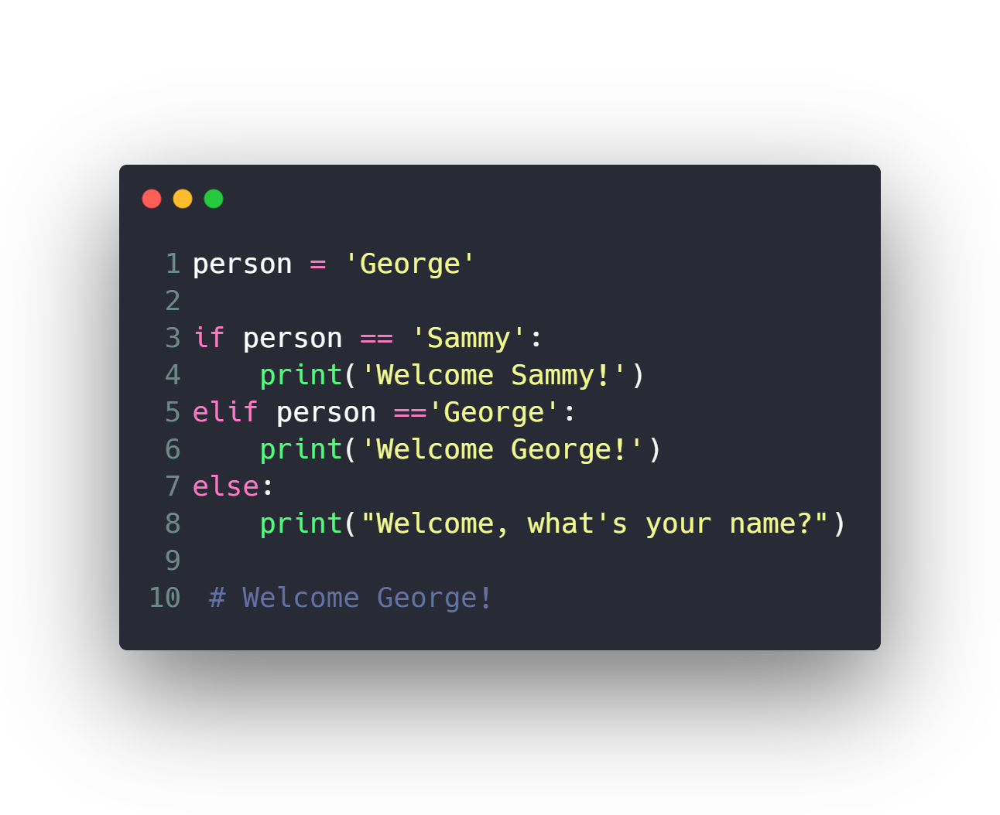 1 person = 'George'
2
3 if person == 'Sammy':
4     print('Welcome Sammy!')
5 elif person =='George':
6     print('Welcome George!')
7 else:
8     print("Welcome, what's your name?")
9
10  # Welcome George!